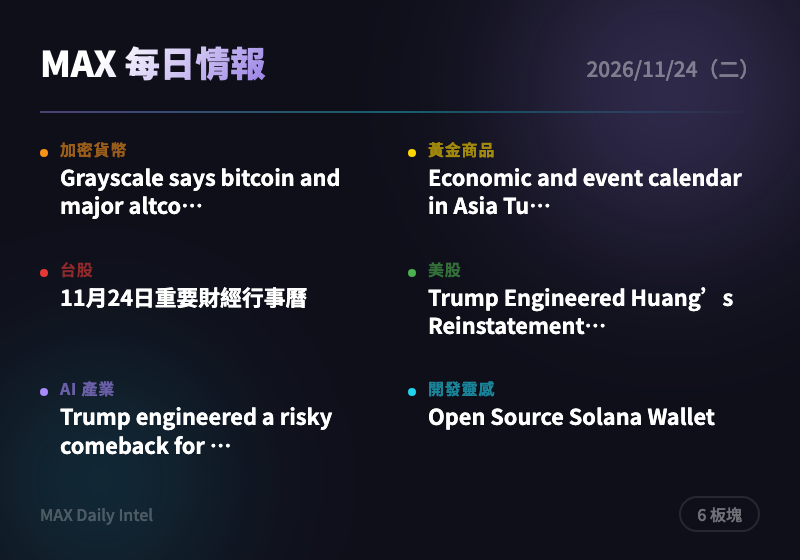 MAX 每日情報
2026/11/24（二）
加密貨幣
Grayscale says bitcoin and
major altco⋯
黃金商品
Economic and event calendar
in Asia Tu⋯
台股
11月24日重要財經行事曆
美股
Trump Engineered Huang’s
Reinstatement⋯
AI 產業
Trump engineered a risky
comeback for ⋯
開發靈感
Open Source Solana Wallet
MAX Daily Intel
6 板塊